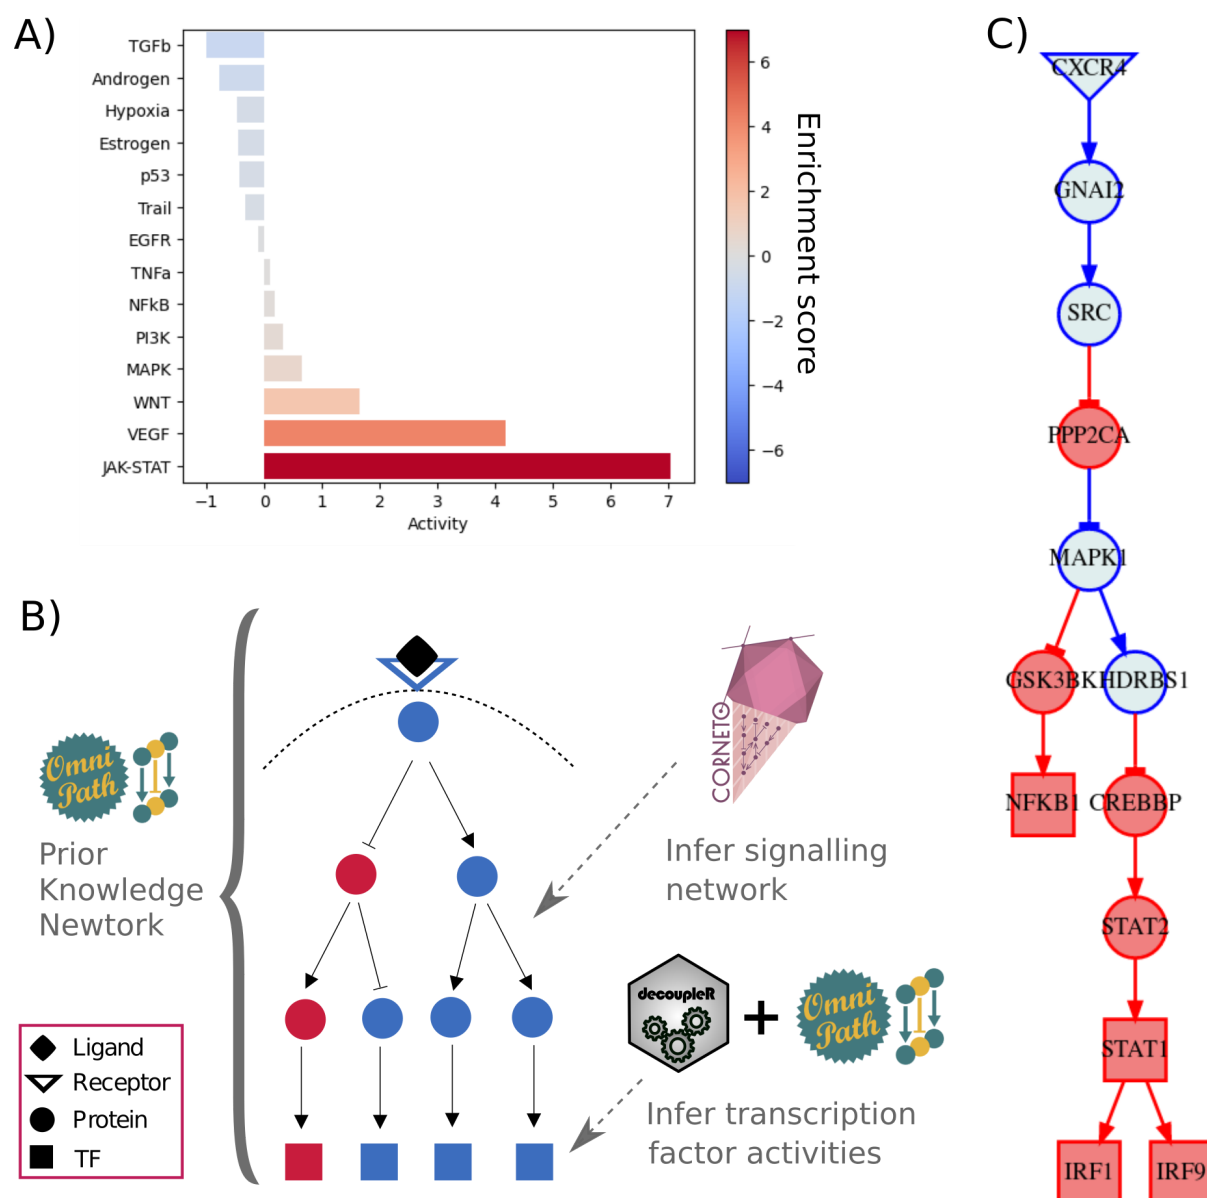 A)
TGFb
Androgen
Hypoxia
Estrogen
p53
Trail
EGFR
TNFa
NFkB
PI3K
MAPK
WNT
VEGF
JAK-STAT
−1 0 1 2 3 4 5 6 7
Activity
6
4
2
0
−2
−4
−6
Enrichment score
B)
Omni
Path
Prior
Knowledge
Newtork
CORNETO
Infer signalling
network
decoupleR
+
Omni
Path
Infer transcription
factor activities
Ligand
Receptor
Protein
TF
C)
CXCR4
GNAI2
SRC
PPP2CA
MAPK1
GSK3B
KHDRBS1
NFKB1
CREBBP
STAT2
STAT1
IRF1
IRF9